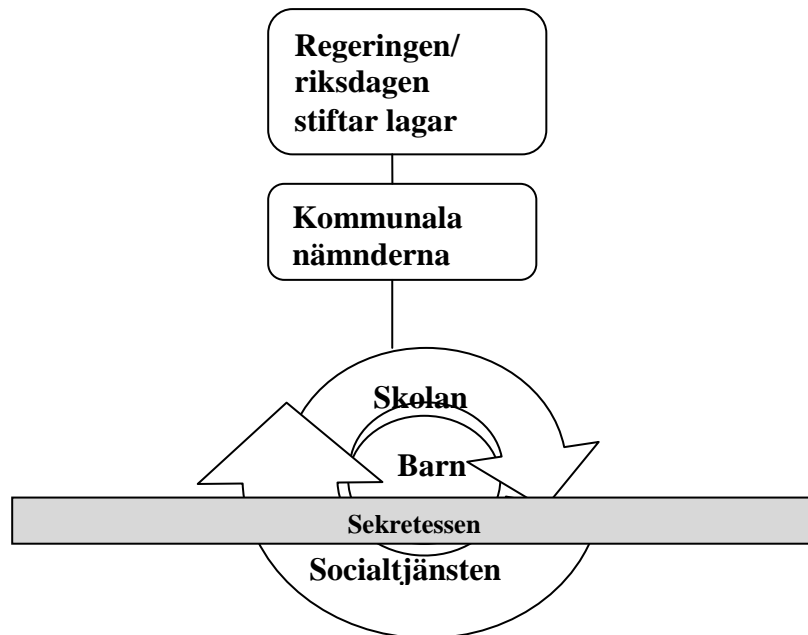 Regeringen/
riksdagen
stiftar lagar
Kommunala
nämnderna
Skolan
Barn
Sekretessen
Socialtjänsten